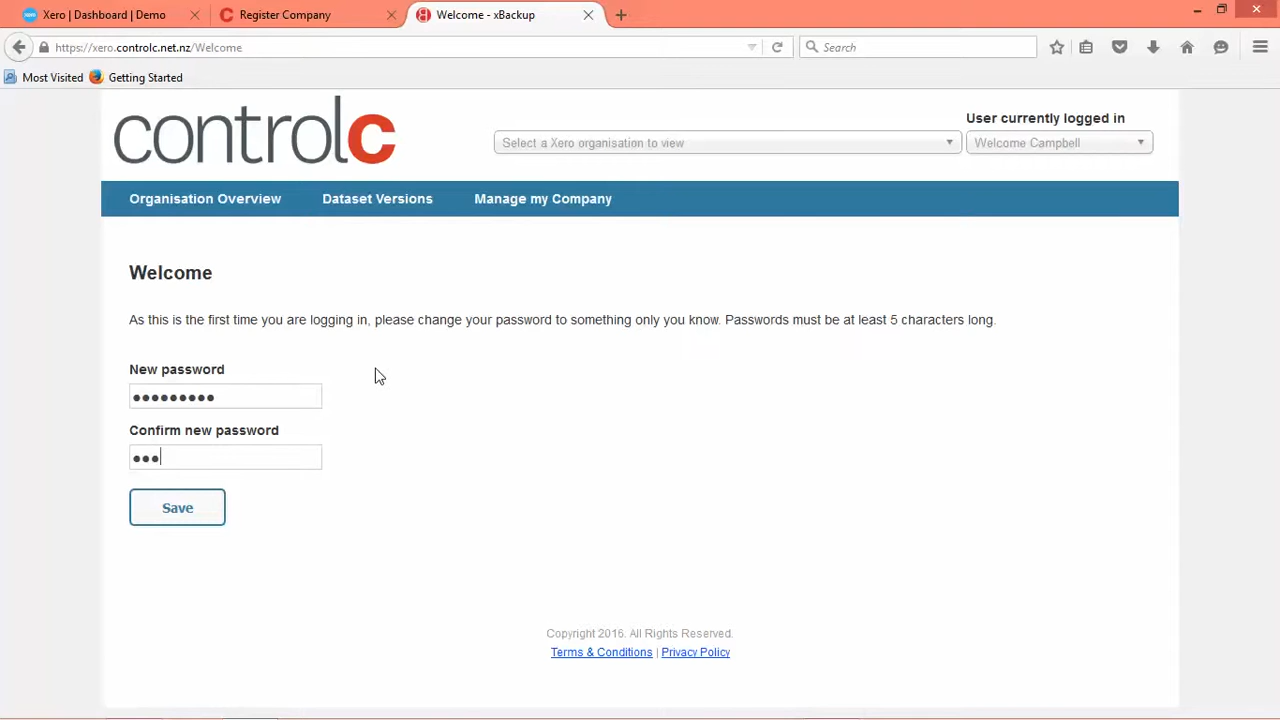 Xero | Dashboard | Demo
Register Company
Welcome - xBackup
https://xero.controlc.net.nz/Welcome
Search
Most Visited
Getting Started
controlc
User currently logged in
Select a Xero organisation to view
Welcome Campbell
Organisation Overview
Dataset Versions
Manage my Company
Welcome
As this is the first time you are logging in, please change your password to something only you know. Passwords must be at least 5 characters long.
New password
●●●●●●●●●
Confirm new password
●●●
Save
Copyright 2016. All Rights Reserved.
Terms & Conditions | Privacy Policy